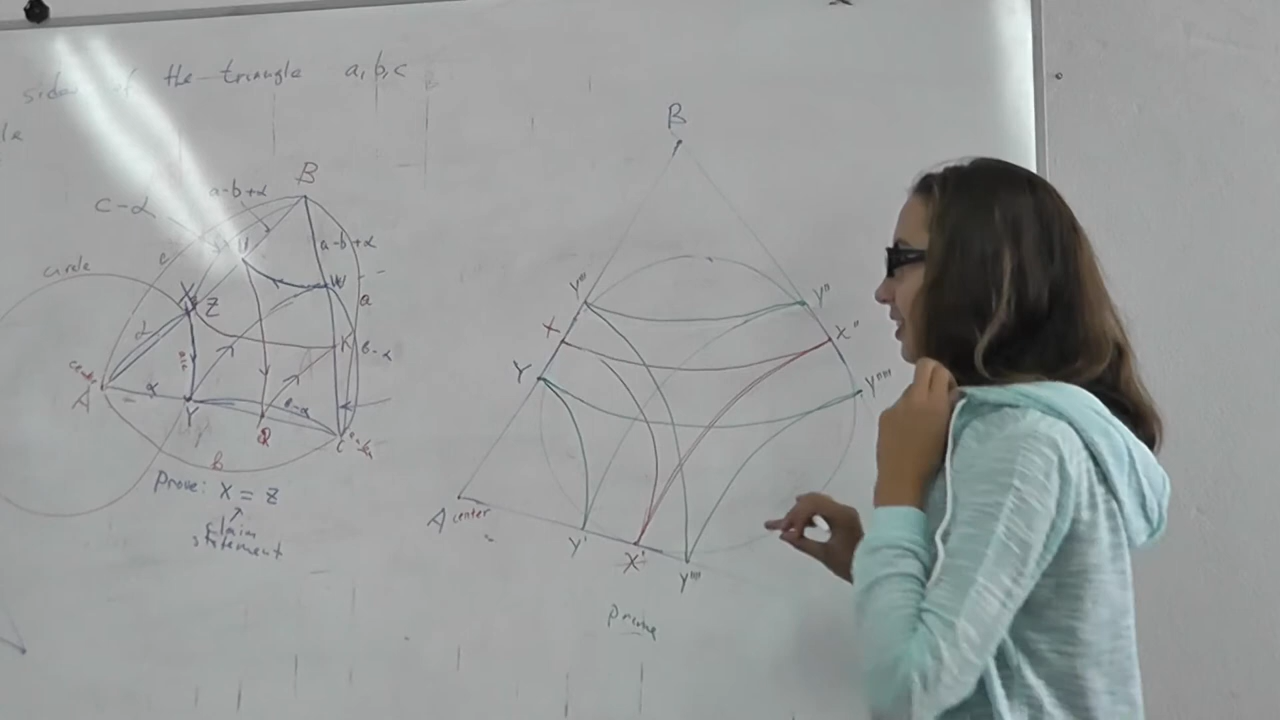 sides of the triangle a, b, c
B
a-b+α
c-α
a-b+α
circle
c
a
X
Z
W
K
α
b-α
center
A
α
Y
b-α
Q
C
b
Prove: X = Z
claim
statement
B
Y'''
Y''
X
X''
Y
Y''''
A center
Y'
X'
Y''''
Prove